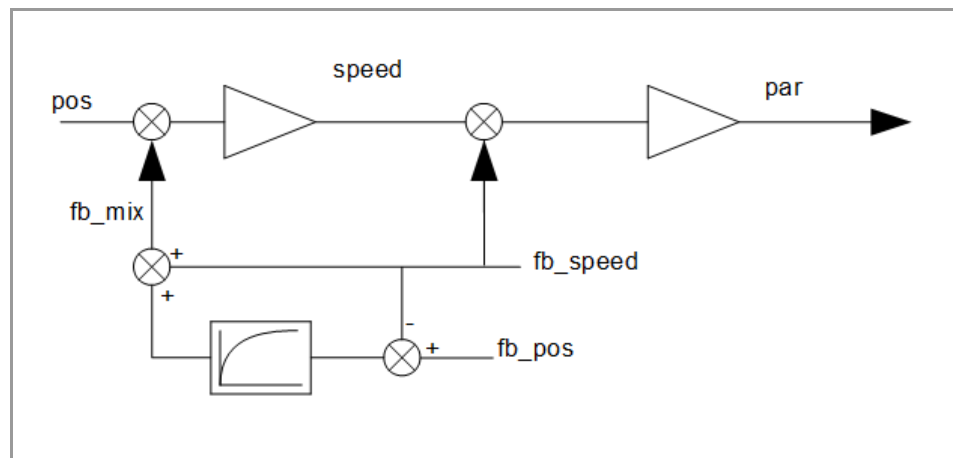 speed
pos
par
fb_mix
+
fb_speed
+
-
+
fb_pos